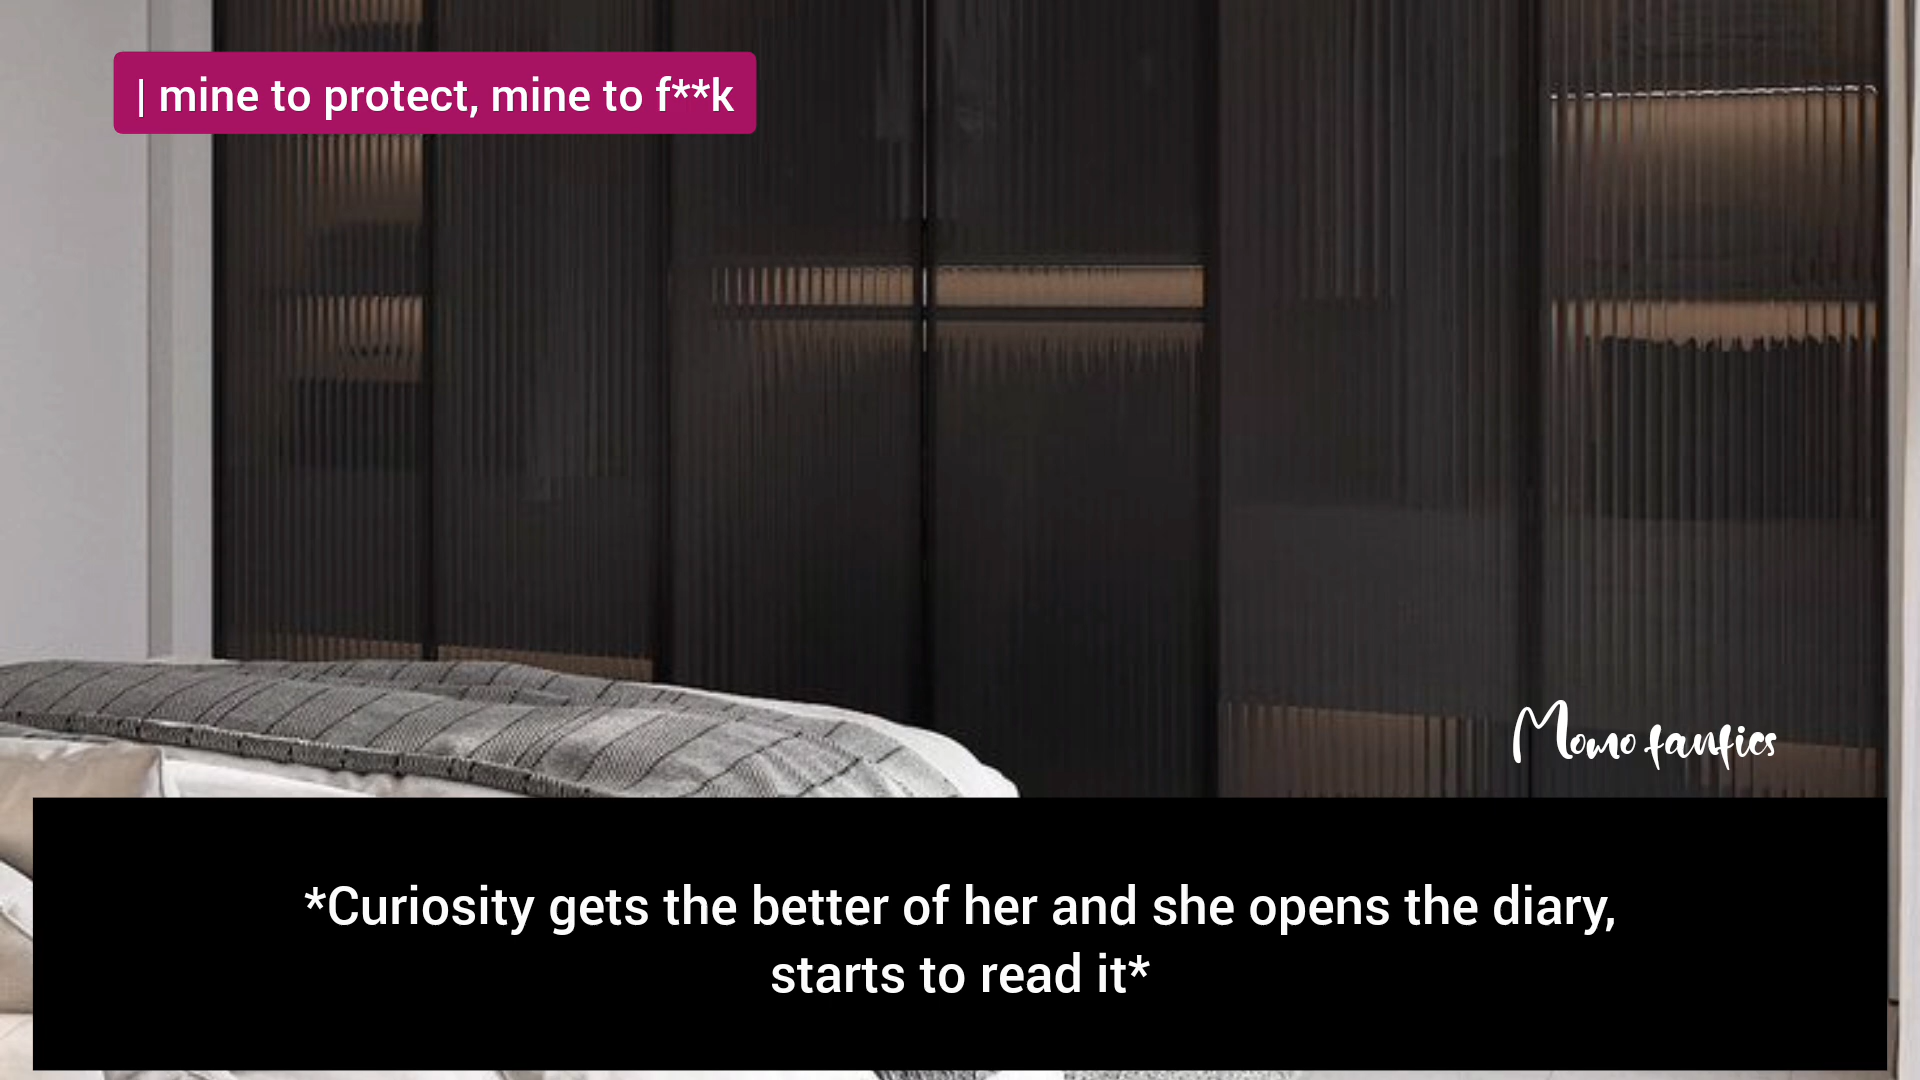 | mine to protect, mine to f**k
Momo fanfics
*Curiosity gets the better of her and she opens the diary,
starts to read it*